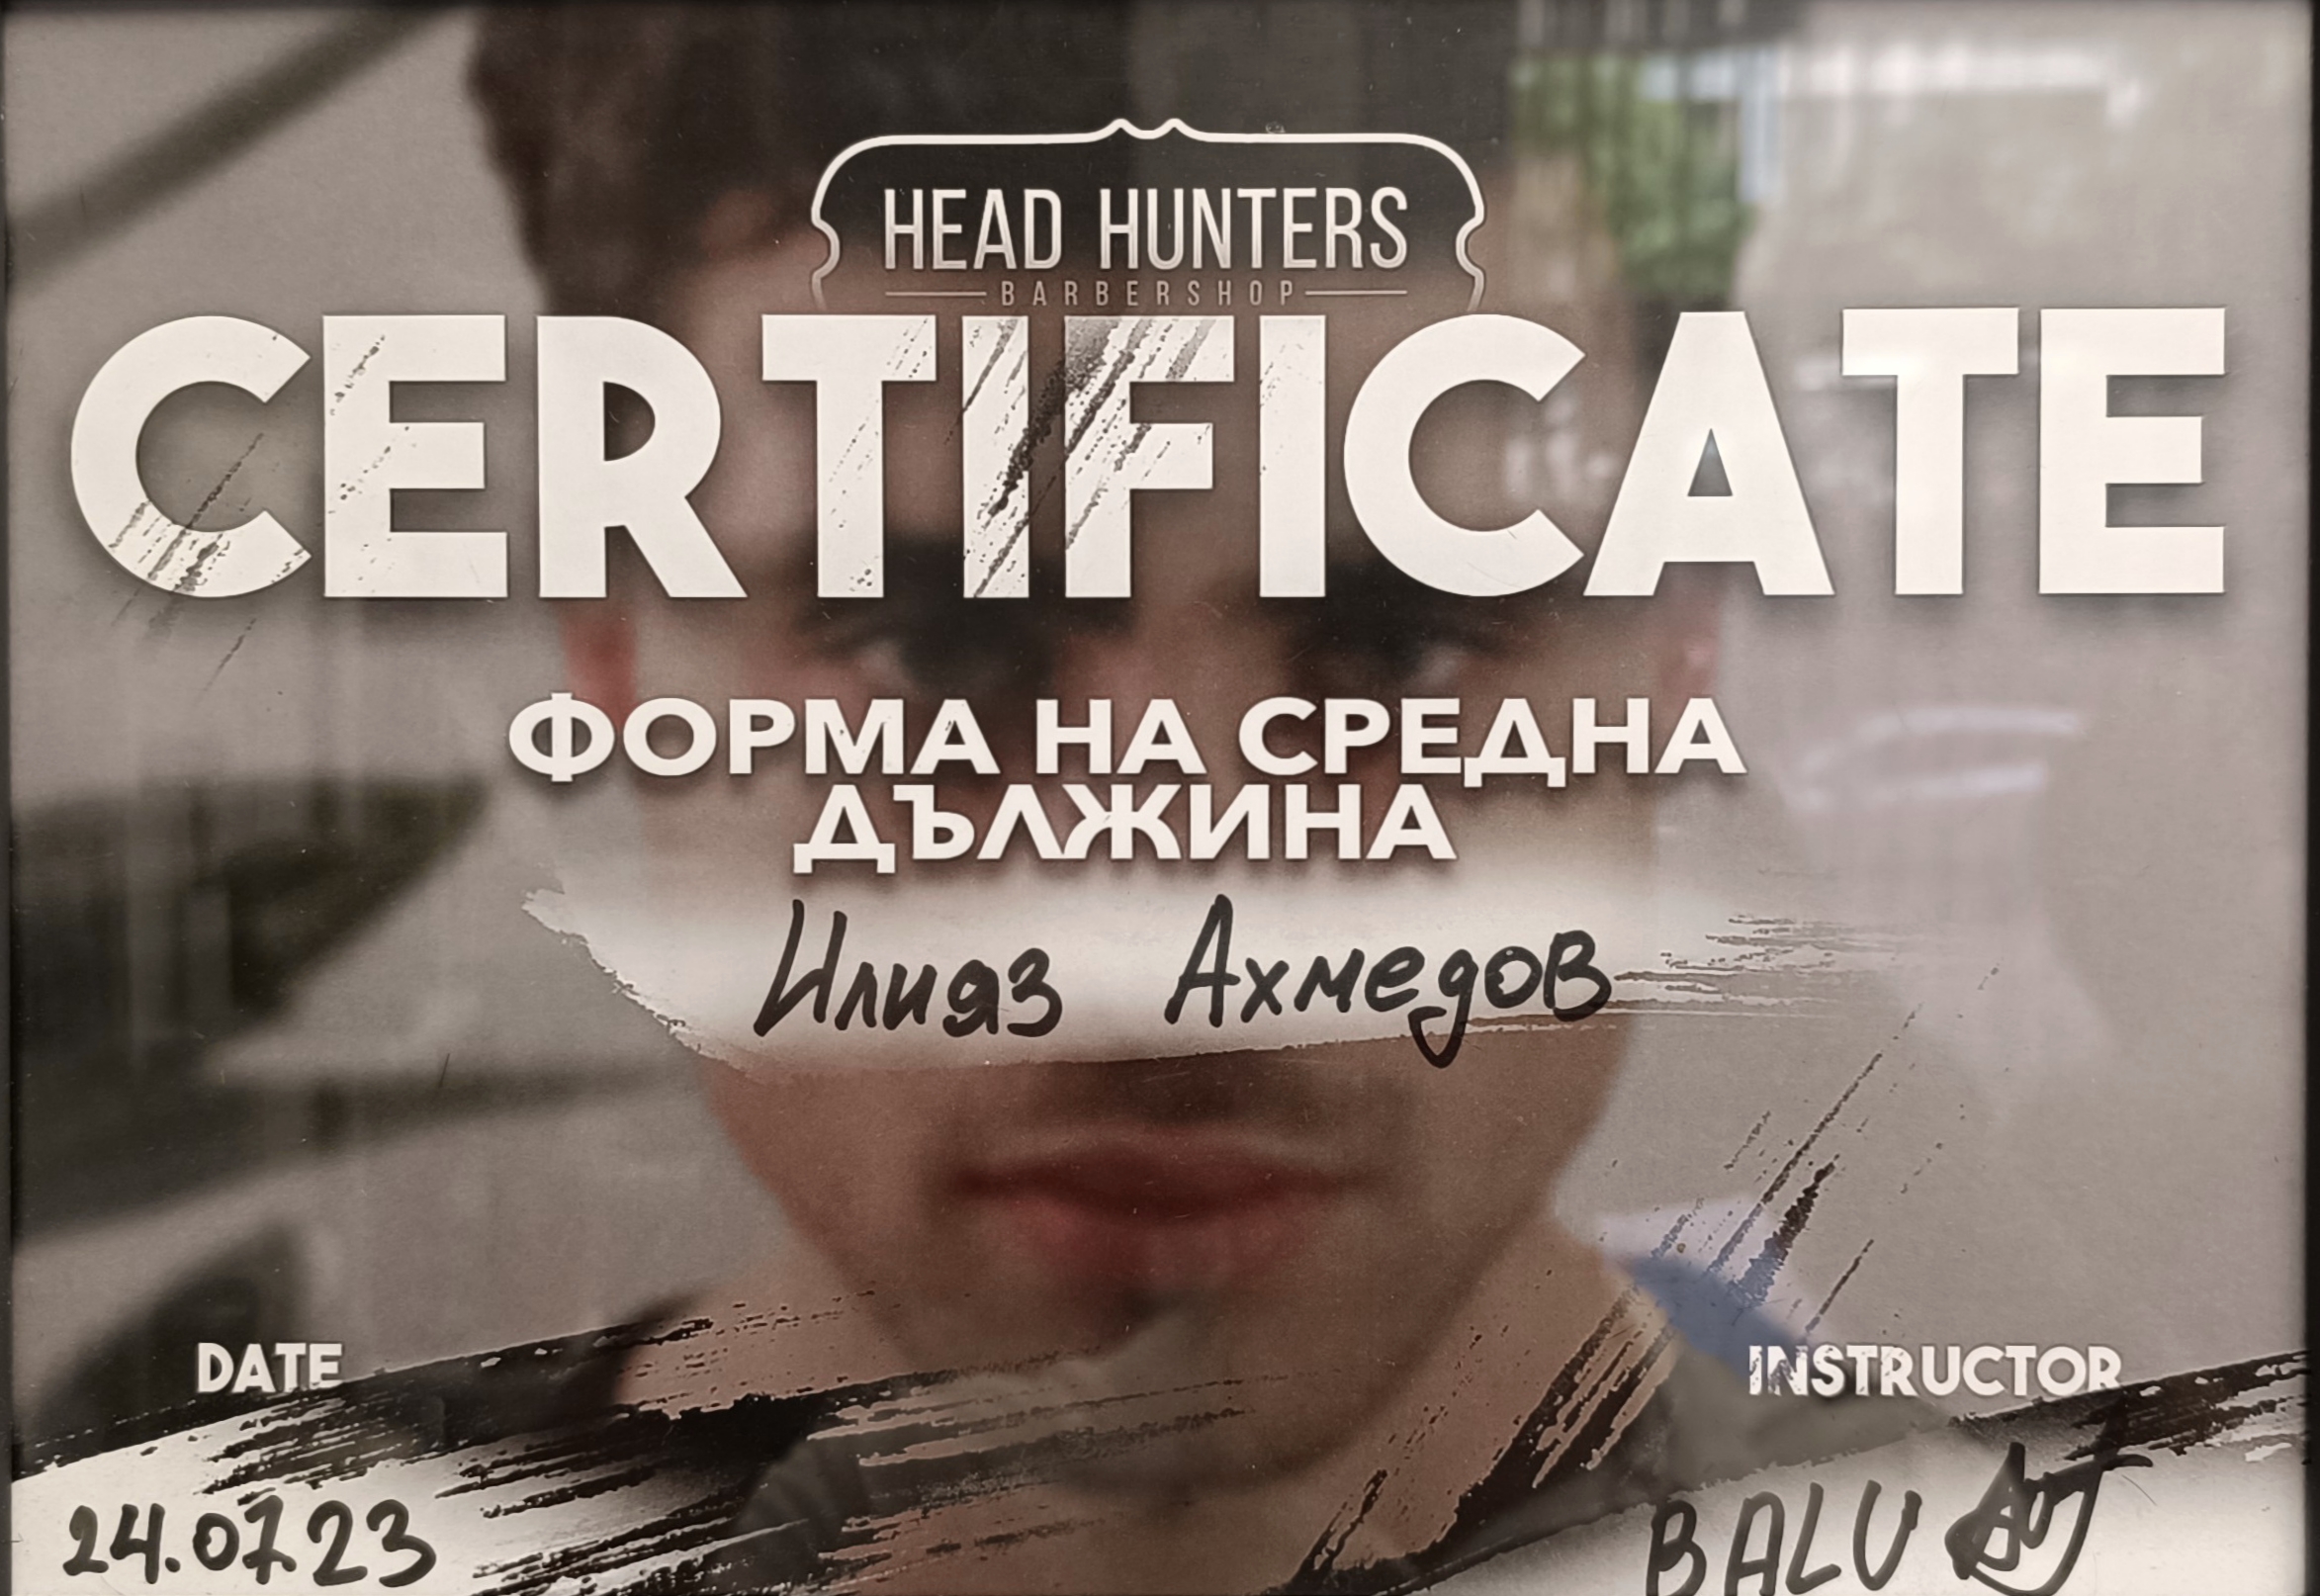 HEAD HUNTERS
BARBERSHOP
CERTIFICATE
ФОРМА НА СРЕДНА
ДЪЛЖИНА
Илияз Ахмедов
DATE
INSTRUCTOR
24.07.23
BALU